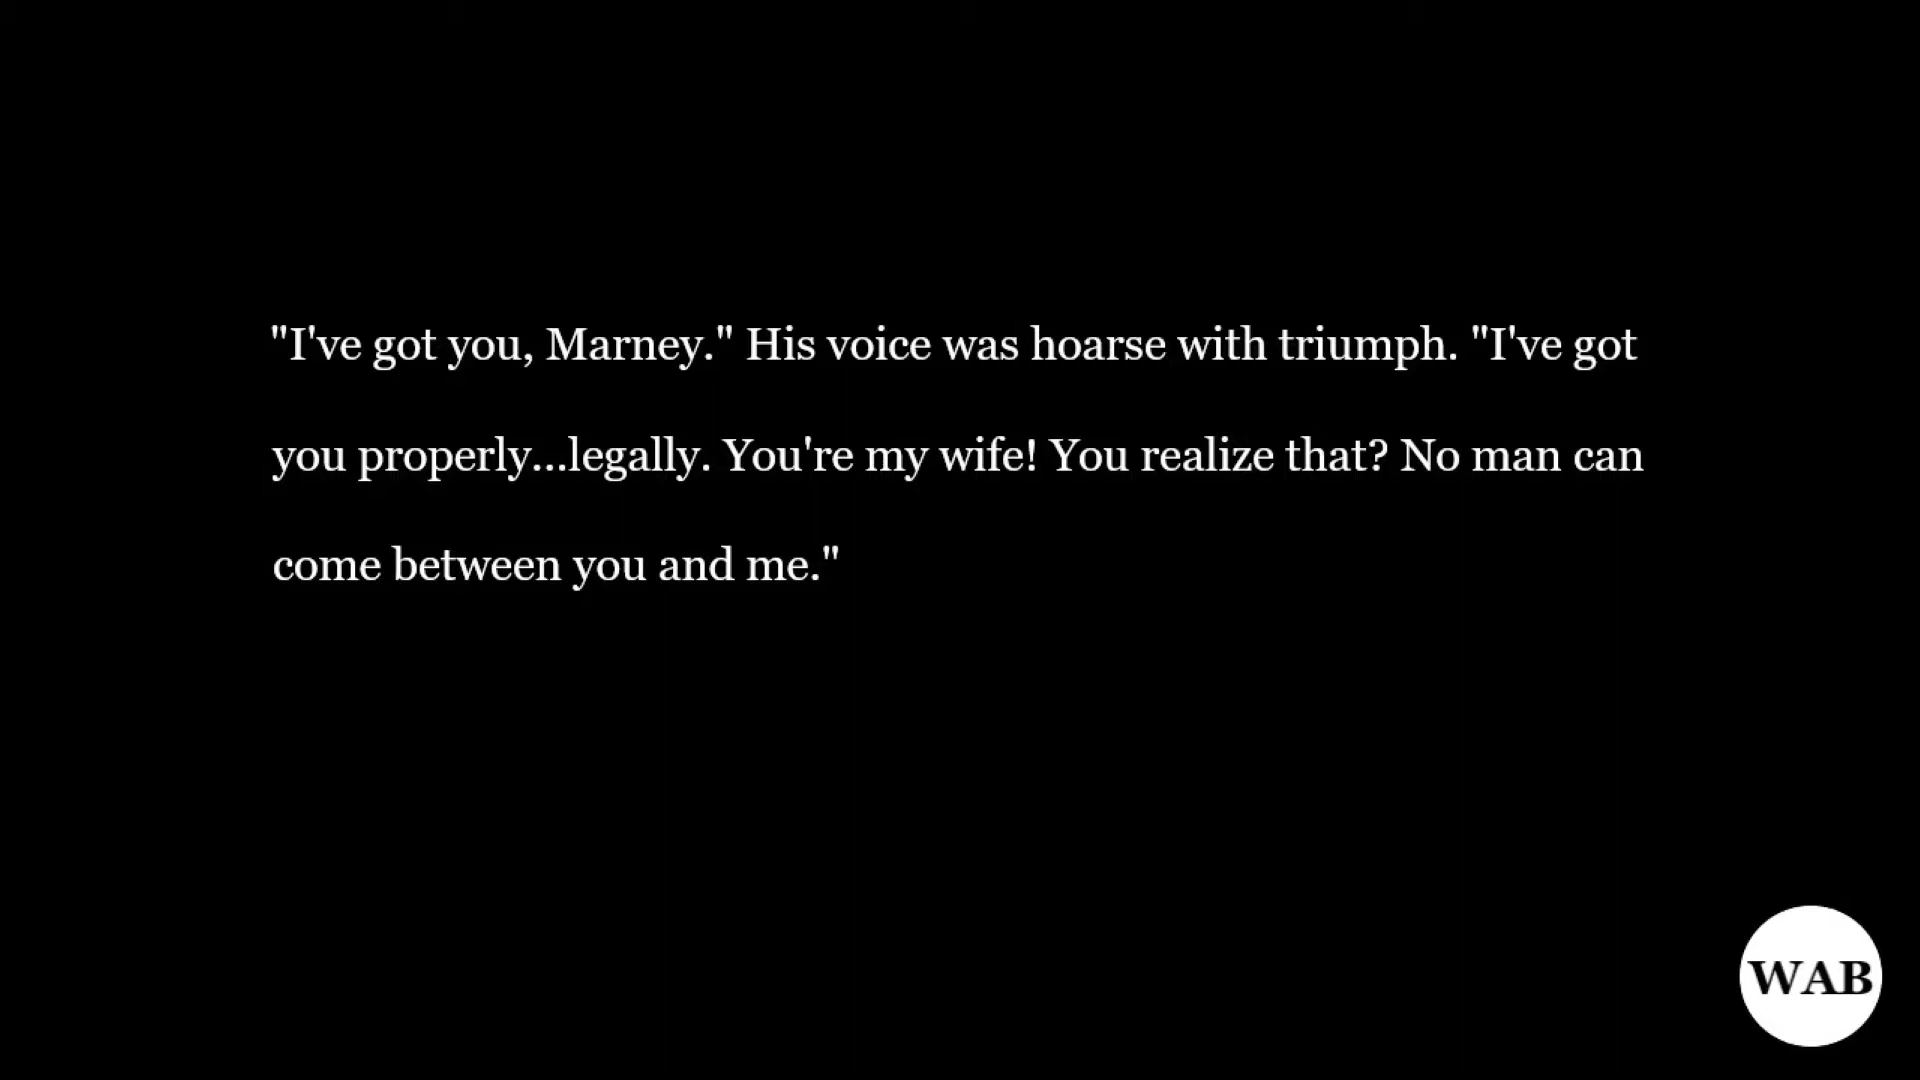 "I've got you, Marney." His voice was hoarse with triumph. "I've got
you properly...legally. You're my wife! You realize that? No man can
come between you and me."
WAB